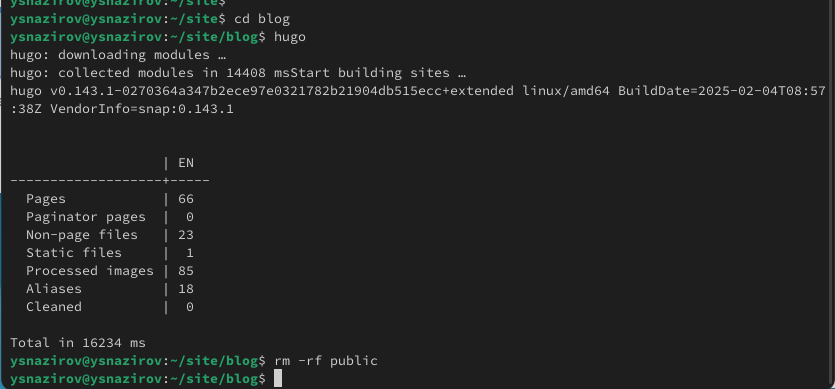 ysnazirov@ysnazirov:~/site$
ysnazirov@ysnazirov:~/site$ cd blog
ysnazirov@ysnazirov:~/site/blog$ hugo
hugo: downloading modules …
hugo: collected modules in 14408 msStart building sites …
hugo v0.143.1-0270364a347b2ece97e0321782b21904db515ecc+extended linux/amd64 BuildDate=2025-02-04T08:57
:38Z VendorInfo=snap:0.143.1
                   | EN
-------------------+-----
  Pages            | 66
  Paginator pages  |  0
  Non-page files   | 23
  Static files     |  1
  Processed images | 85
  Aliases          | 18
  Cleaned          |  0
Total in 16234 ms
ysnazirov@ysnazirov:~/site/blog$ rm -rf public
ysnazirov@ysnazirov:~/site/blog$